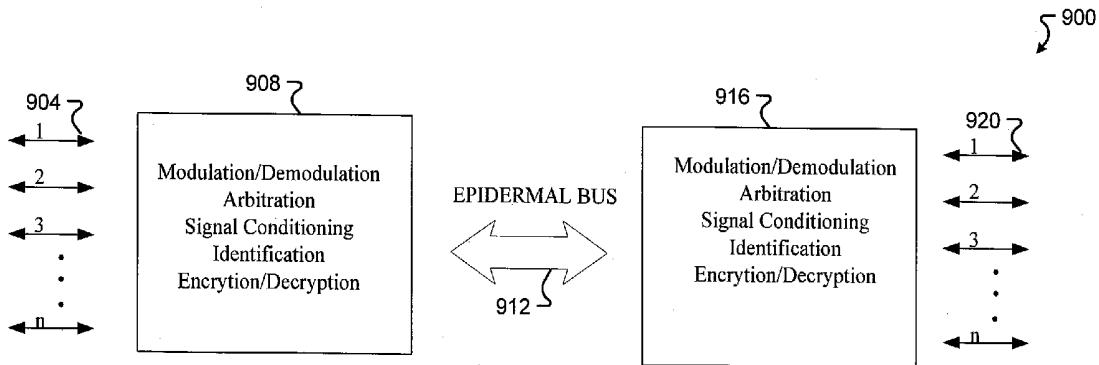 900
908
916
904
920
1
2
3
n
Modulation/Demodulation
Arbitration
Signal Conditioning
Identification
Encrytion/Decryption
EPIDERMAL BUS
912
Modulation/Demodulation
Arbitration
Signal Conditioning
Identification
Encrytion/Decryption
1
2
3
n